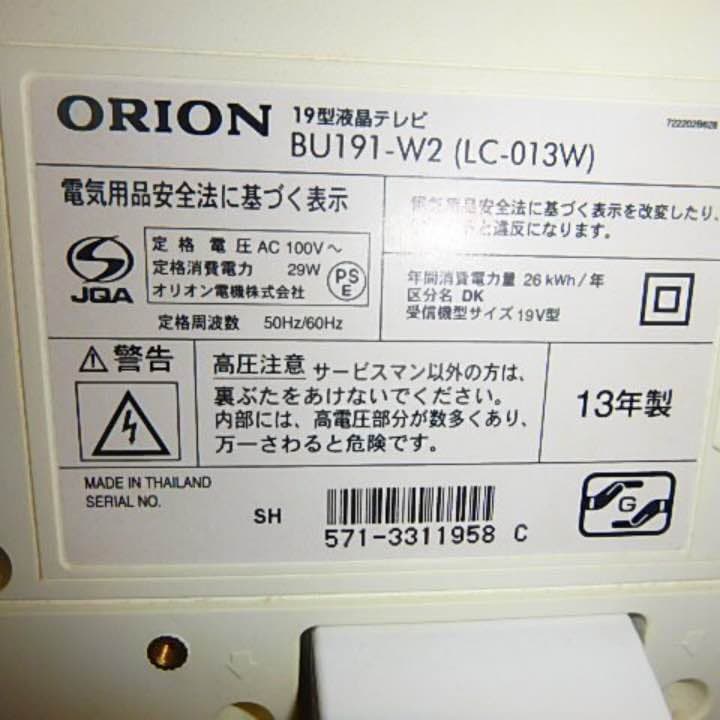 ORION
19型液晶テレビ
BU191-W2 (LC-013W)
722202B628
電気用品安全法に基づく表示
JQA
定格電圧 AC 100V～
定格消費電力 29W
オリオン電機株式会社
PS
E
定格周波数 50Hz/60Hz
電気用品安全法に基づく表示を改変したり、
と違反になります。
年間消費電力量 26 kWh/年
区分名 DK
受信機型サイズ 19V型
⚠警告
高圧注意 サービスマン以外の方は、
裏ぶたをあけないでください。
内部には、高電圧部分が数多くあり、
万一さわると危険です。
13年製
MADE IN THAILAND
SERIAL NO.
SH
571-3311958 C
G